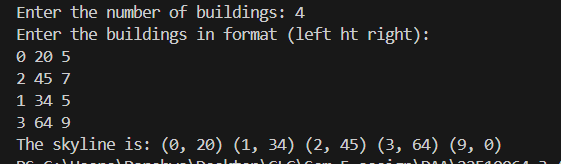 Enter the number of buildings: 4
Enter the buildings in format (left ht right):
0 20 5
2 45 7
1 34 5
3 64 9
The skyline is: (0, 20) (1, 34) (2, 45) (3, 64) (9, 0)